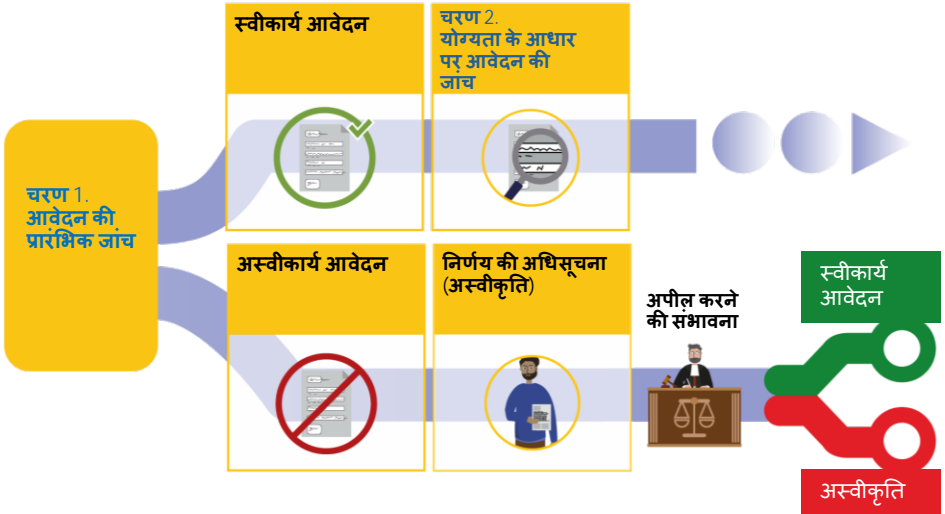 चरण 1.
आवेदन की
प्रारंभिक जांच
स्वीकार्य आवेदन
चरण 2.
योग्यता के आधार
पर आवेदन की
जांच
अस्वीकार्य आवेदन
निर्णय की अधिसूचना
(अस्वीकृति)
अपील करने
की संभावना
स्वीकार्य
आवेदन
अस्वीकृति